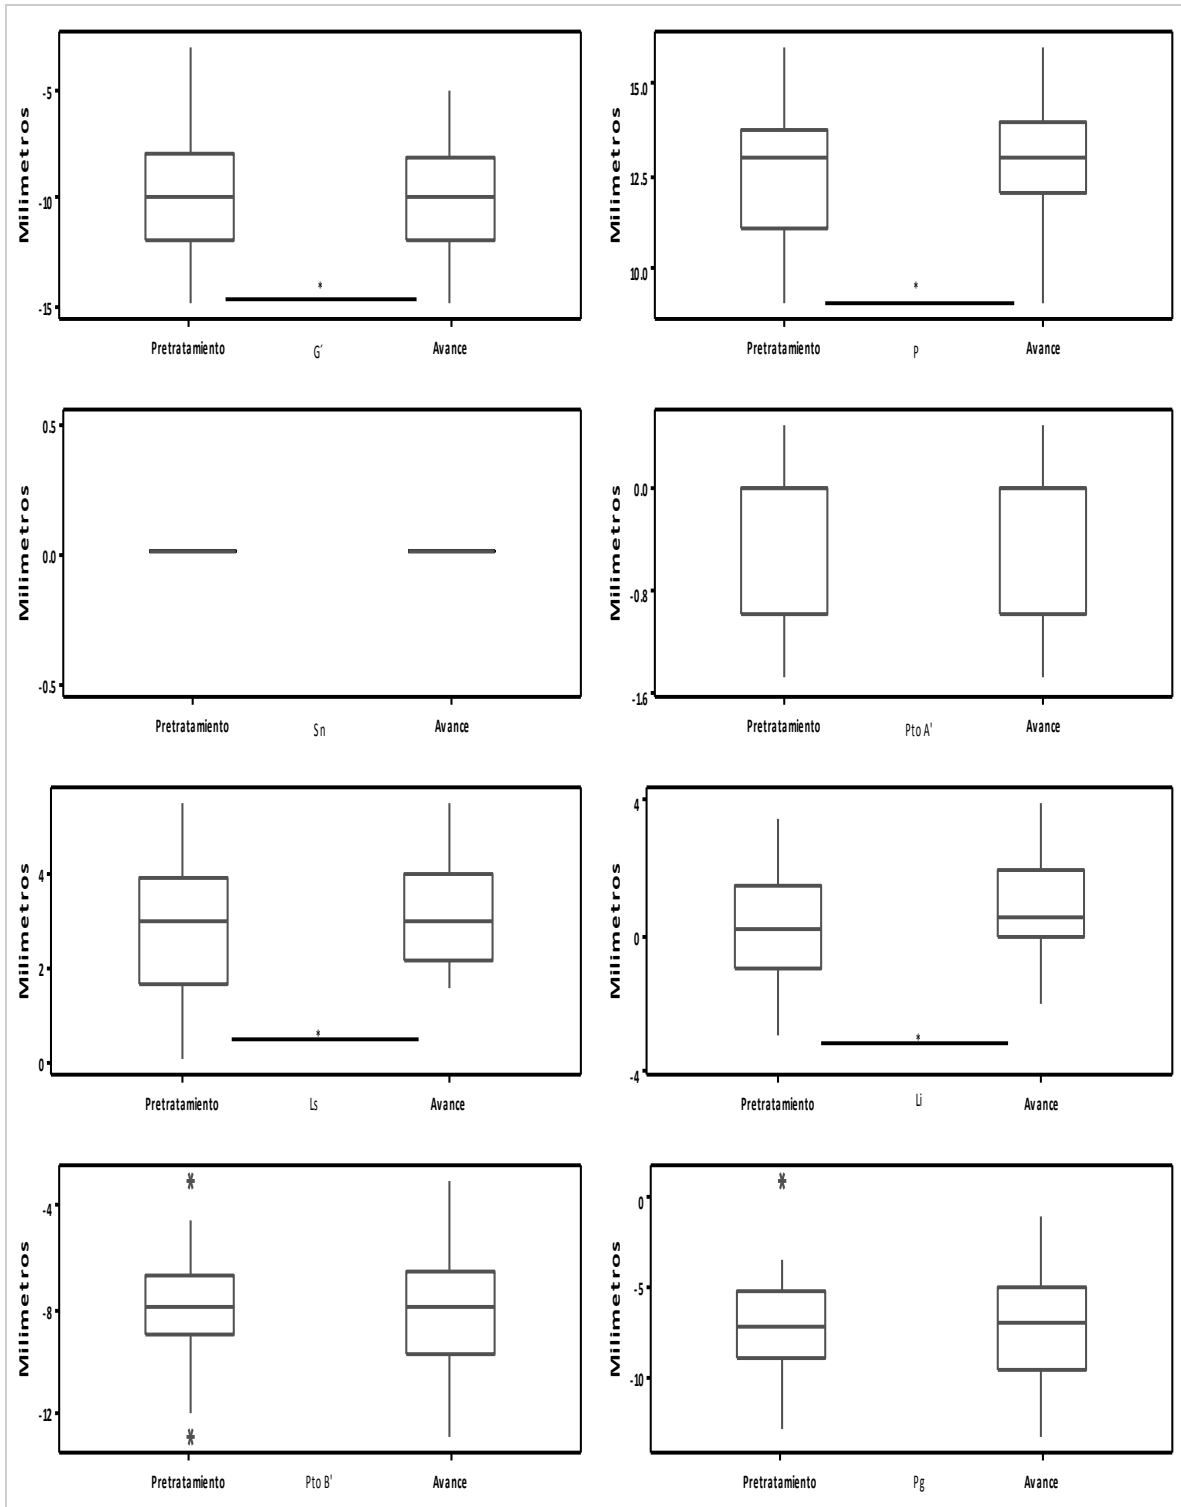 Milimetros
-5
-10
-15
*
Pretratamiento G´ Avance
Milimetros
15.0
12.5
10.0
*
Pretratamiento P Avance
Milimetros
0.5
0.0
-0.5
Pretratamiento Sn Avance
Milimetros
0.0
-0.8
-1.6
Pretratamiento Pto A' Avance
Milimetros
4
2
0
*
Pretratamiento Ls Avance
Milimetros
4
0
-4
*
Pretratamiento Li Avance
Milimetros
-4
-8
-12
Pretratamiento Pto B' Avance
Milimetros
0
-5
-10
Pretratamiento Pg Avance